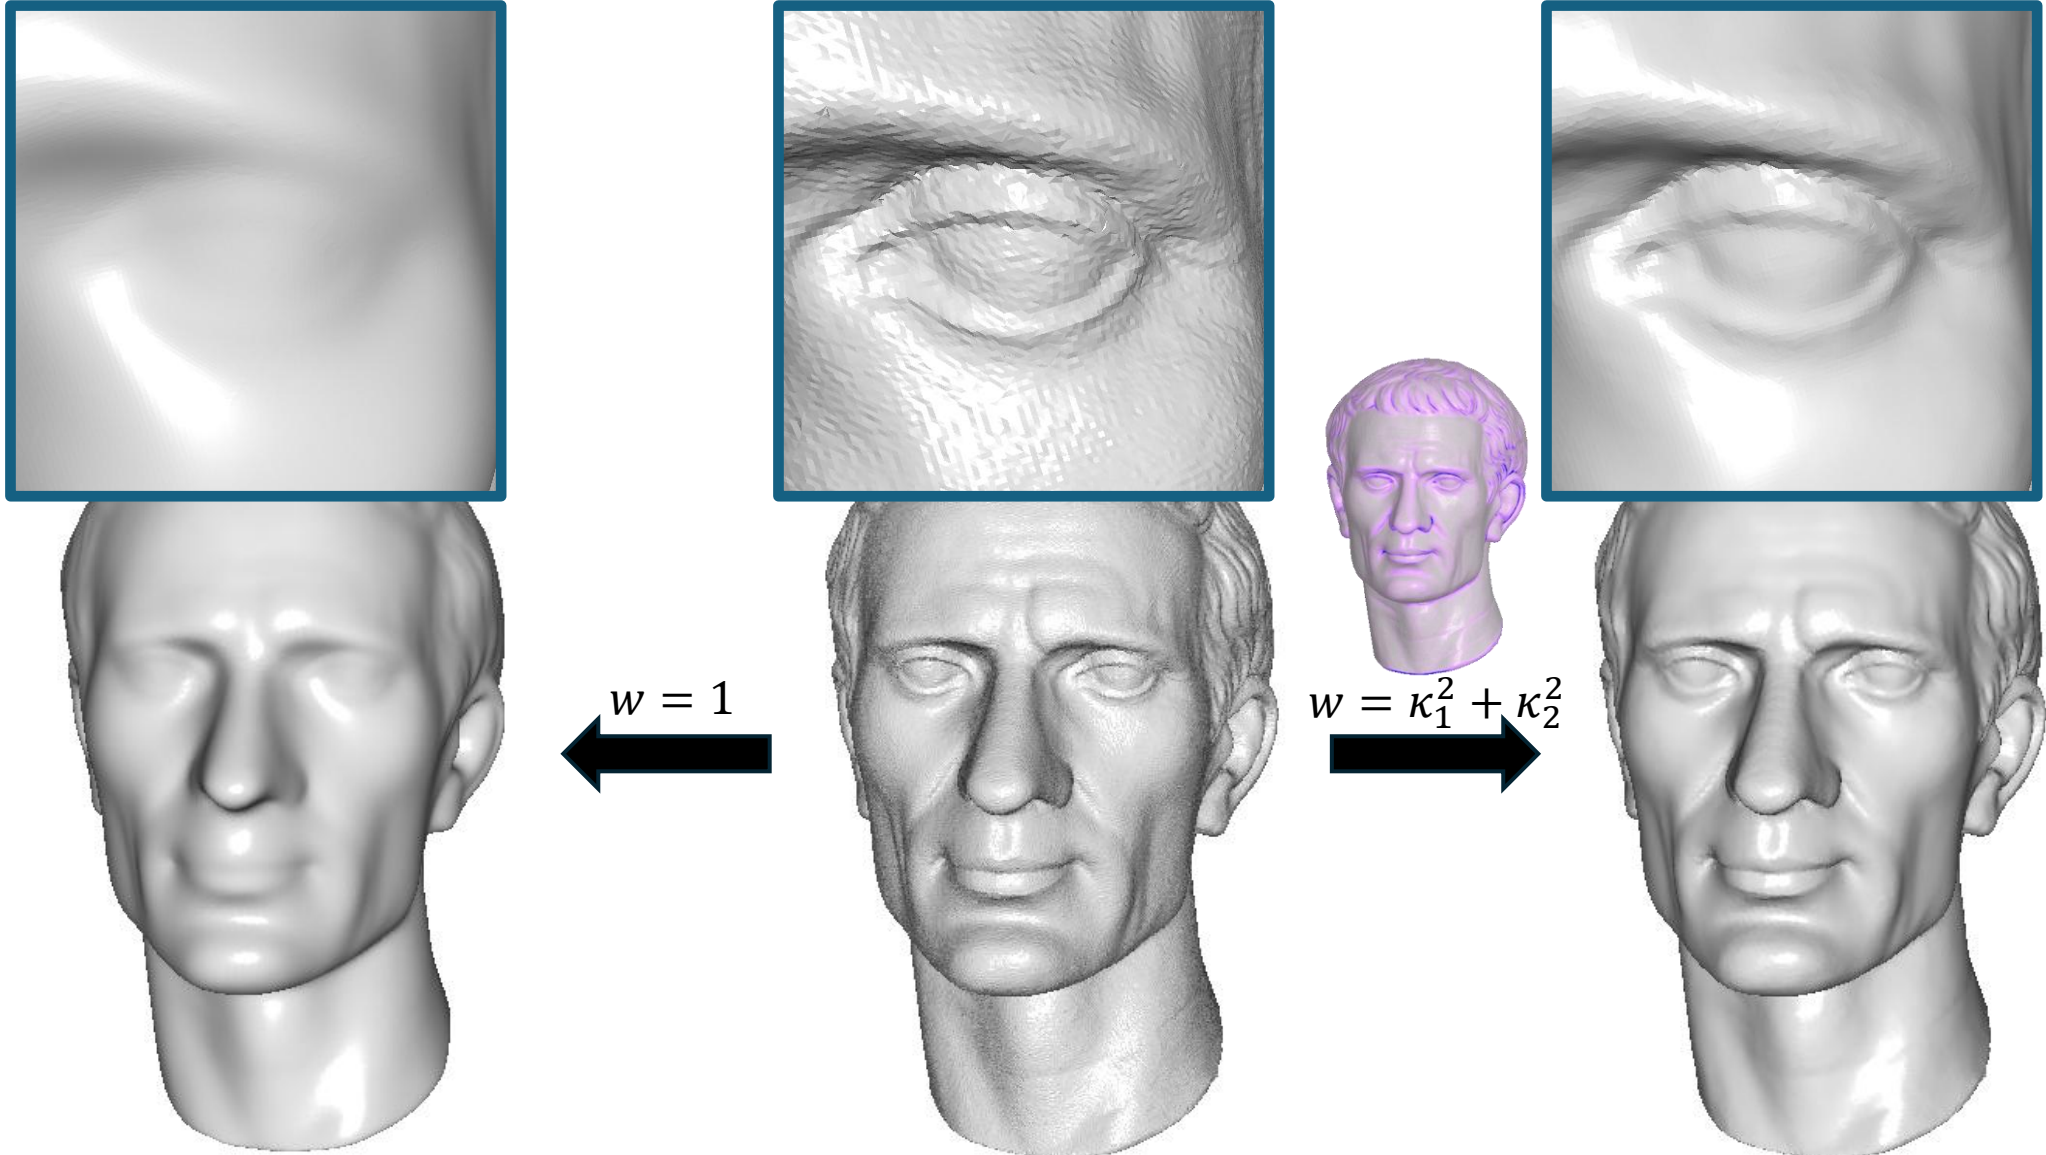 w = 1
w = κ₁² + κ₂²